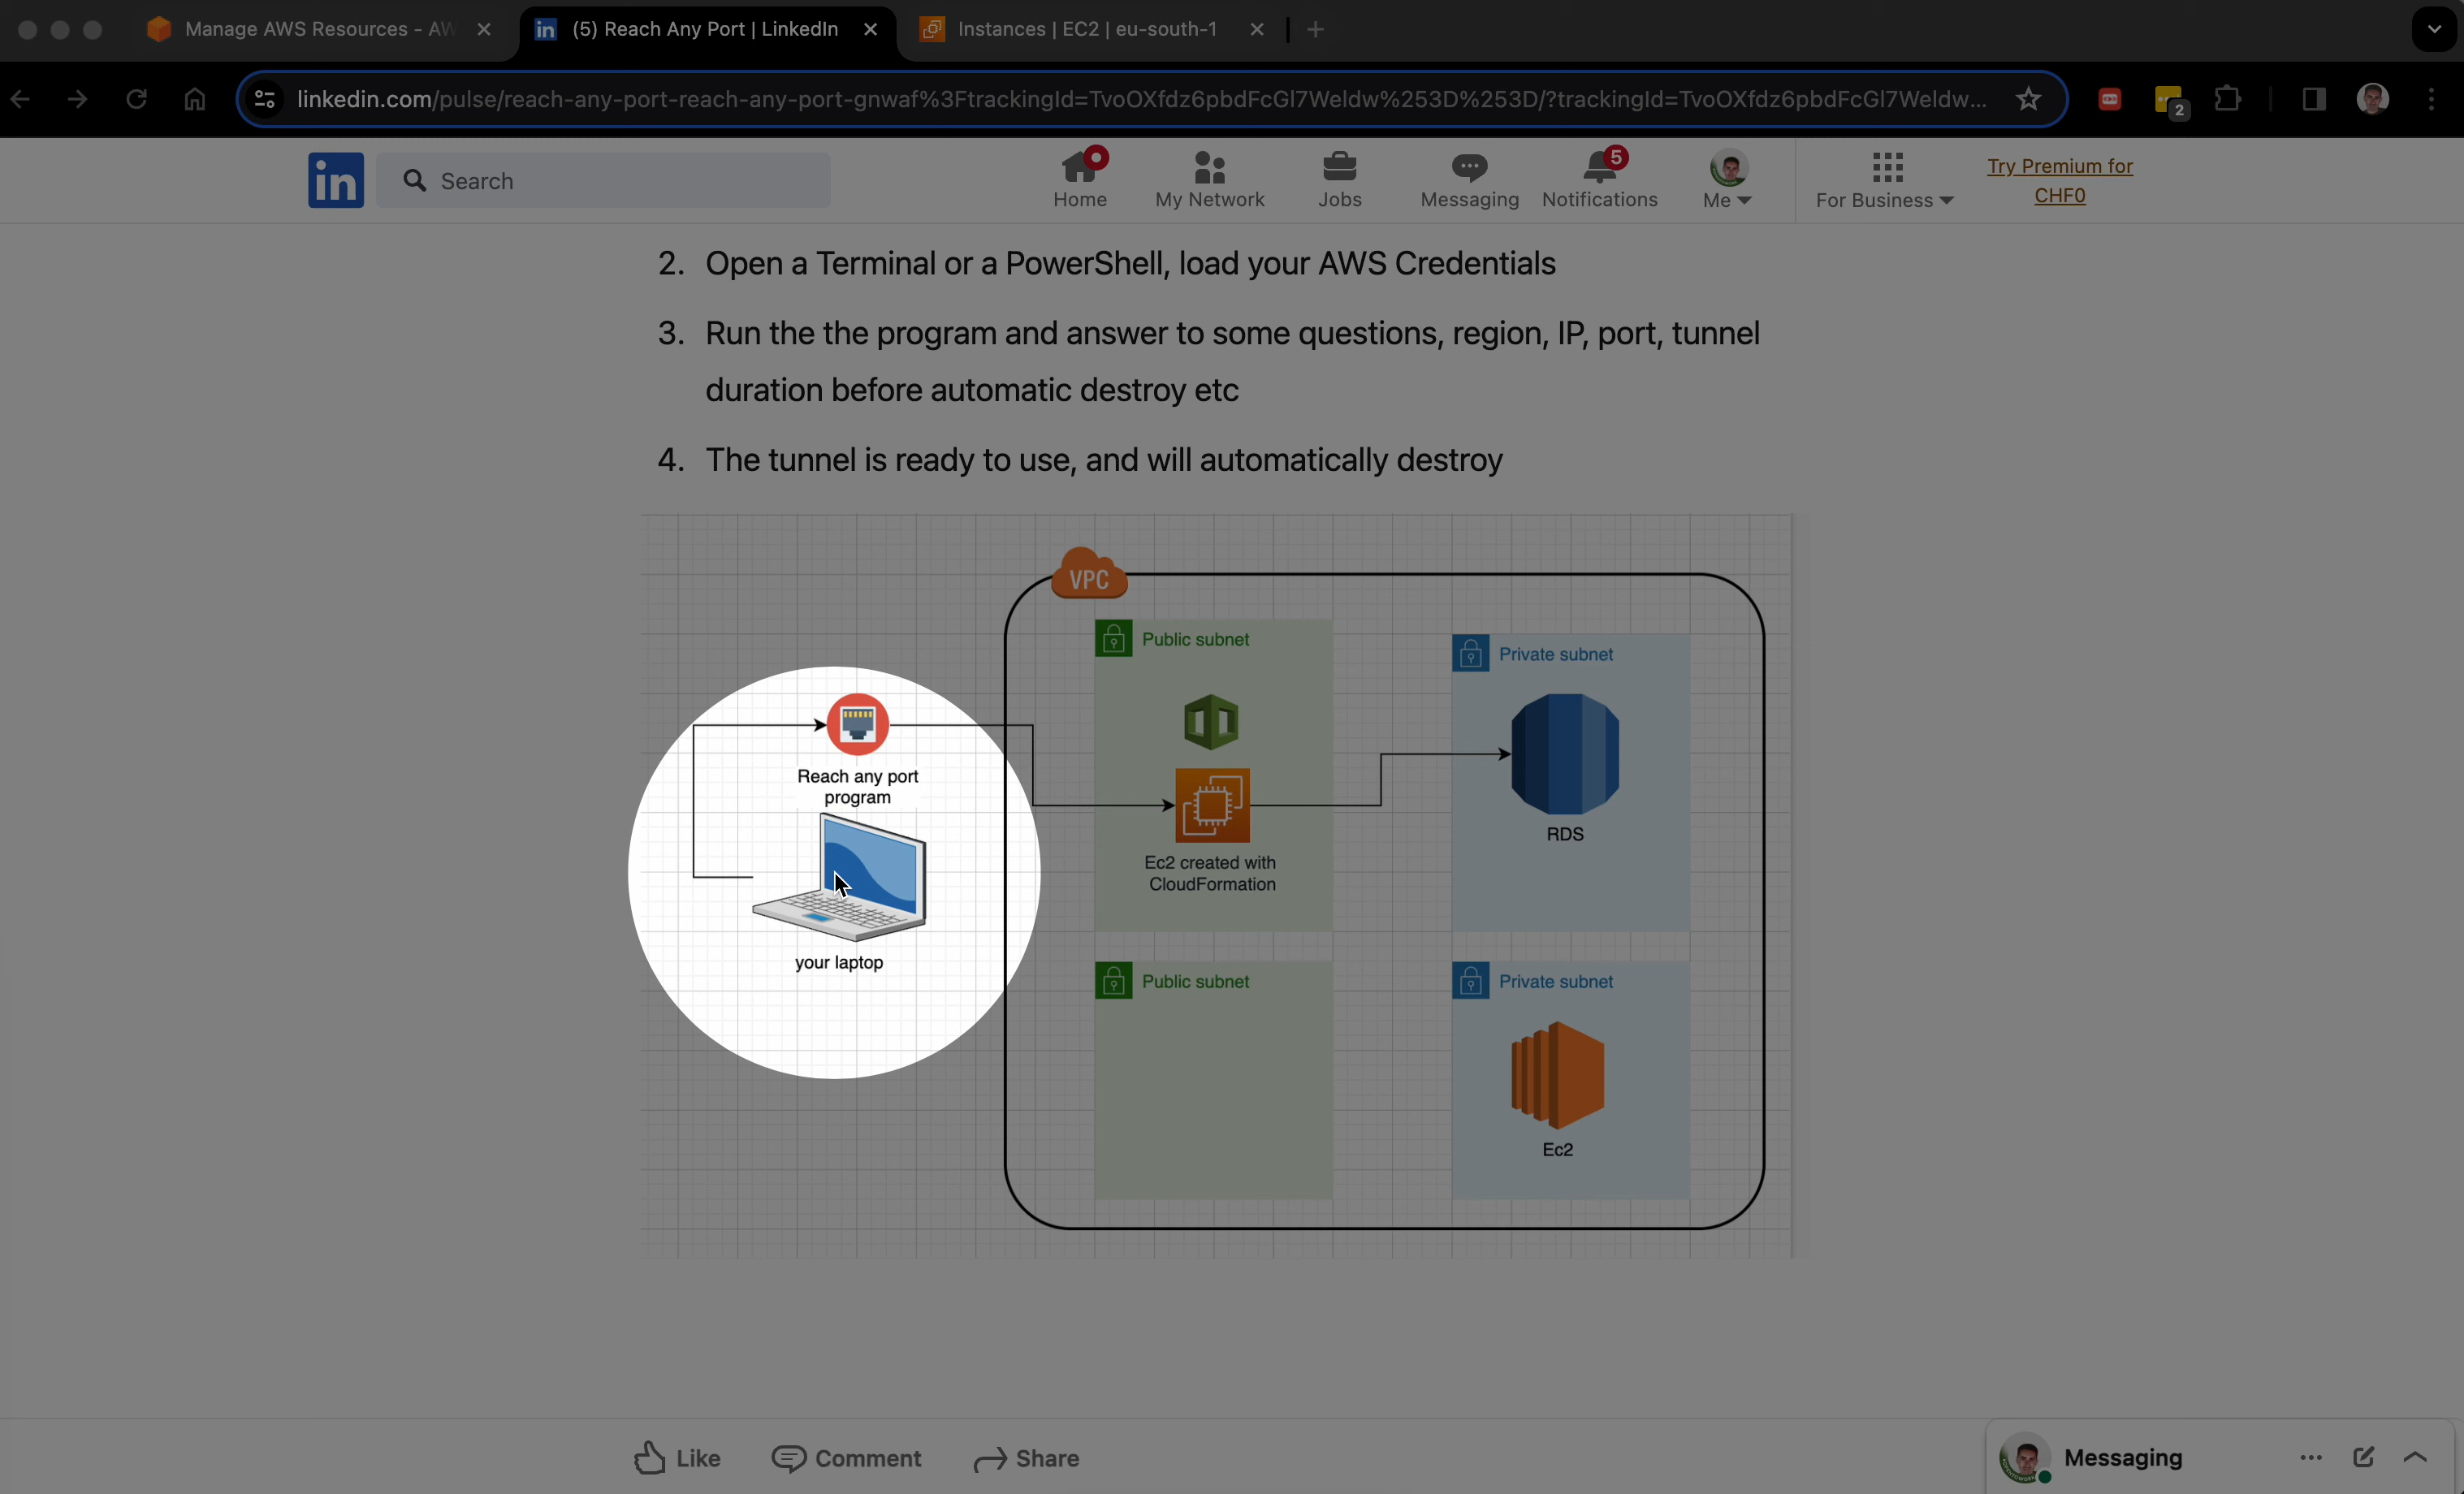 Manage AWS Resources - AW
(5) Reach Any Port | LinkedIn
Instances | EC2 | eu-south-1
linkedin.com/pulse/reach-any-port-reach-any-port-gnwaf%3FtrackingId=TvoOXfdz6pbdFcGl7Weldw%253D%253D/?trackingId=TvoOXfdz6pbdFcGl7Weldw...
2
in
Search
Home
My Network
Jobs
Messaging
5
Notifications
Me
For Business
Try Premium for
CHF0
2. Open a Terminal or a PowerShell, load your AWS Credentials
3. Run the the program and answer to some questions, region, IP, port, tunnel
duration before automatic destroy etc
4. The tunnel is ready to use, and will automatically destroy
VPC
Public subnet
Private subnet
Reach any port
program
RDS
Ec2 created with
CloudFormation
your laptop
Public subnet
Private subnet
Ec2
Like
Comment
Share
Messaging